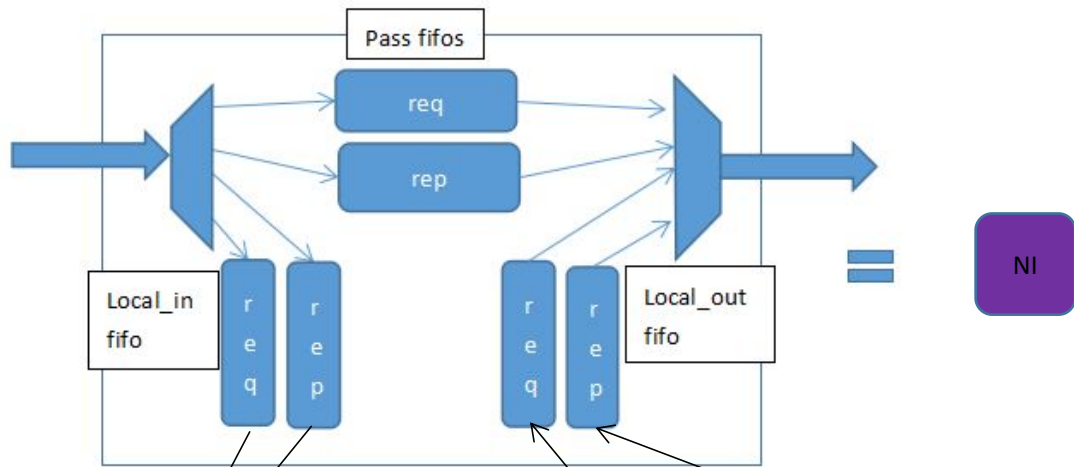 Pass fifos
req
rep
NI
Local_in
fifo
r
e
q
r
e
p
r
e
q
r
e
p
Local_out
fifo